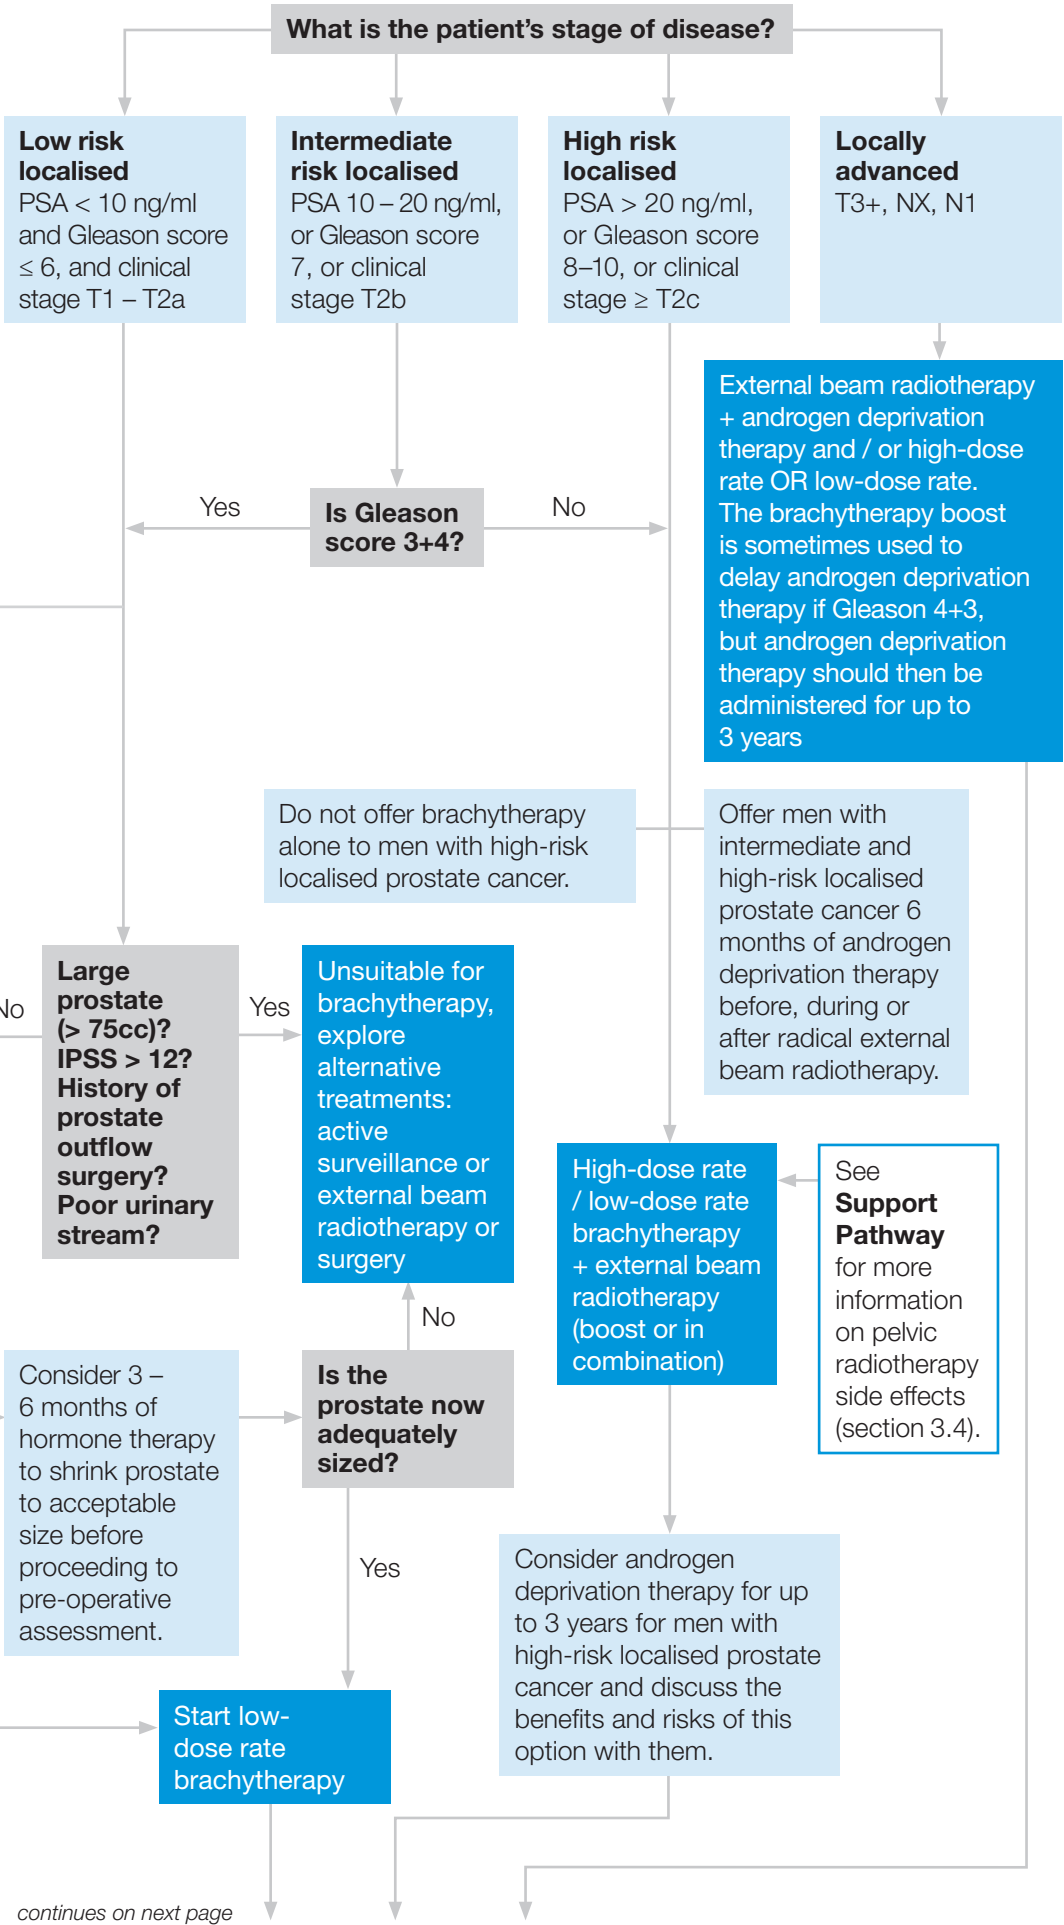 What is the patient’s stage of disease?
Low risk
localised
PSA < 10 ng/ml
and Gleason score
≤ 6, and clinical
stage T1 – T2a
Intermediate
risk localised
PSA 10 – 20 ng/ml,
or Gleason score
7, or clinical
stage T2b
High risk
localised
PSA > 20 ng/ml,
or Gleason score
8–10, or clinical
stage ≥ T2c
Locally
advanced
T3+, NX, N1
External beam radiotherapy
+ androgen deprivation
therapy and / or high-dose
rate OR low-dose rate.
The brachytherapy boost
is sometimes used to
delay androgen deprivation
therapy if Gleason 4+3,
but androgen deprivation
therapy should then be
administered for up to
3 years
Yes
Is Gleason
score 3+4?
No
Do not offer brachytherapy
alone to men with high-risk
localised prostate cancer.
Offer men with
intermediate and
high-risk localised
prostate cancer 6
months of androgen
deprivation therapy
before, during or
after radical external
beam radiotherapy.
No
Large
prostate
(> 75cc)?
IPSS > 12?
History of
prostate
outflow
surgery?
Poor urinary
stream?
Yes
Unsuitable for
brachytherapy,
explore
alternative
treatments:
active
surveillance or
external beam
radiotherapy or
surgery
High-dose rate
/ low-dose rate
brachytherapy
+ external beam
radiotherapy
(boost or in
combination)
See
Support
Pathway
for more
information
on pelvic
radiotherapy
side effects
(section 3.4).
No
Consider 3 –
6 months of
hormone therapy
to shrink prostate
to acceptable
size before
proceeding to
pre-operative
assessment.
Is the
prostate now
adequately
sized?
Yes
Consider androgen
deprivation therapy for up
to 3 years for men with
high-risk localised prostate
cancer and discuss the
benefits and risks of this
option with them.
Start low-
dose rate
brachytherapy
continues on next page